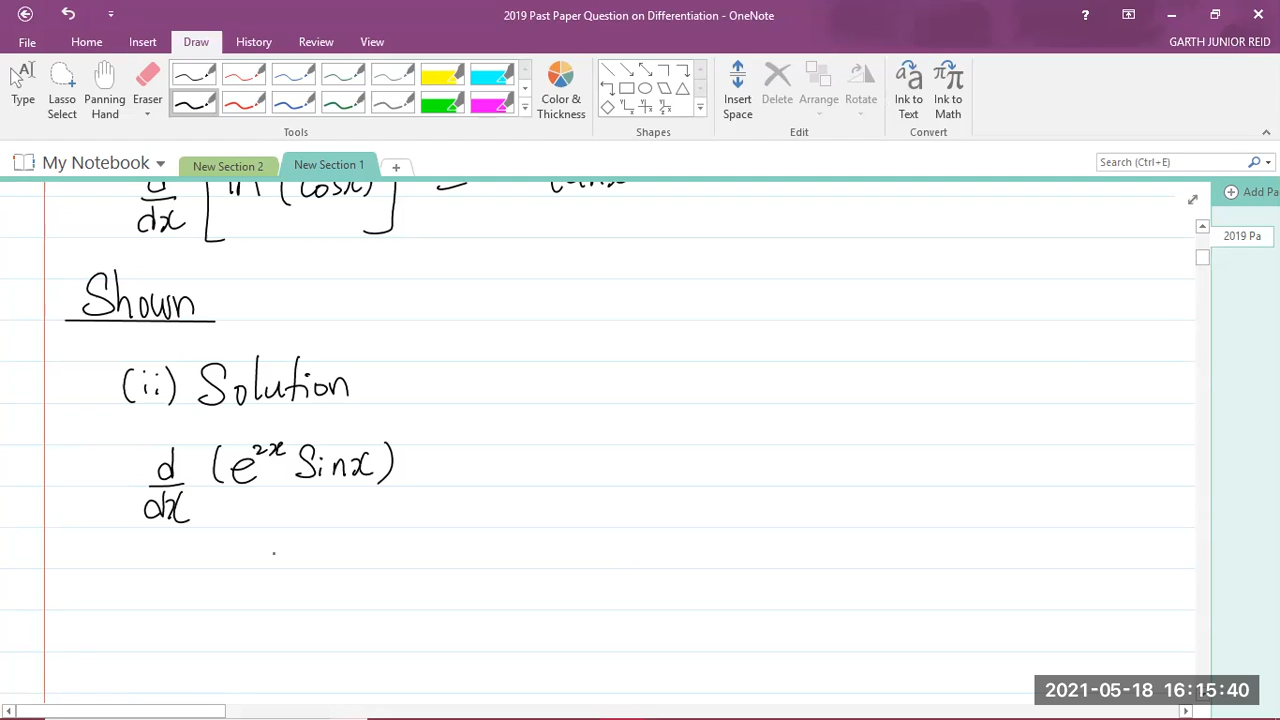 2019 Past Paper Question on Differentiation - OneNote
?
File Home Insert Draw History Review View
GARTH JUNIOR REID
Type
Lasso Select
Panning Hand
Eraser
Color & Thickness
Insert Space
Delete
Arrange
Rotate
Ink to Text
Ink to Math
Tools
Shapes
Edit
Convert
My Notebook
New Section 2
New Section 1
Search (Ctrl+E)
Add Pa
2019 Pa
d/dx [ln (cosx)] =
Shown
(ii) Solution
d/dx (e^2x Sinx)
2021-05-18 16:15:40